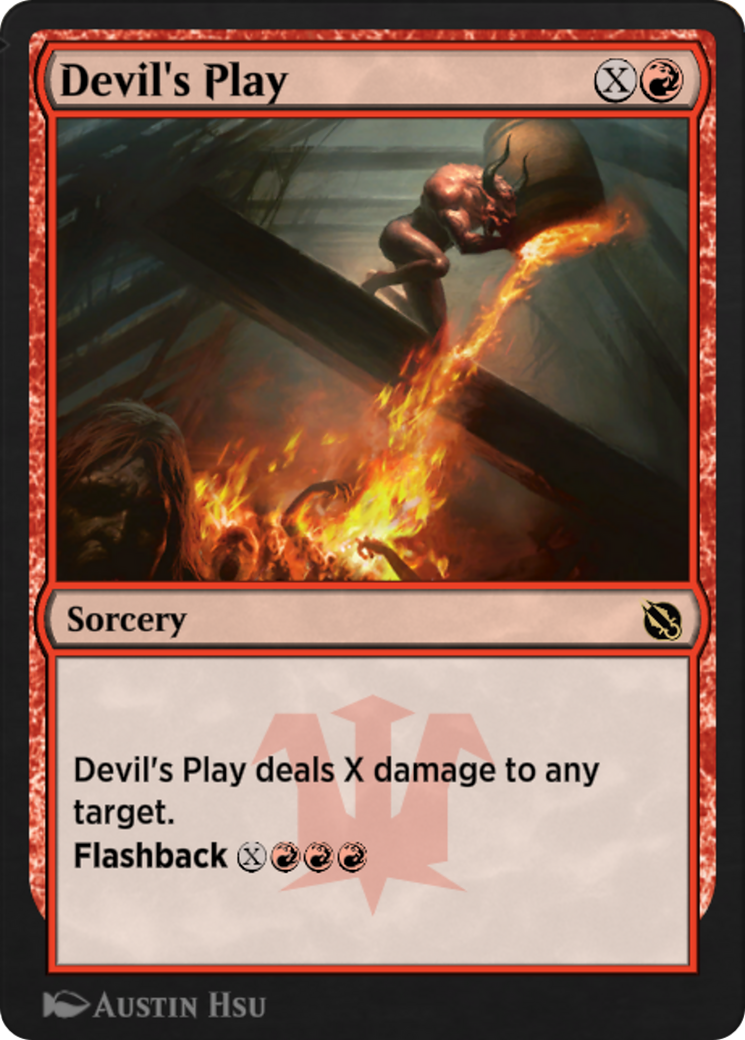 Devil's Play X
Sorcery
Devil's Play deals X damage to any
target.
Flashback X
Austin Hsu